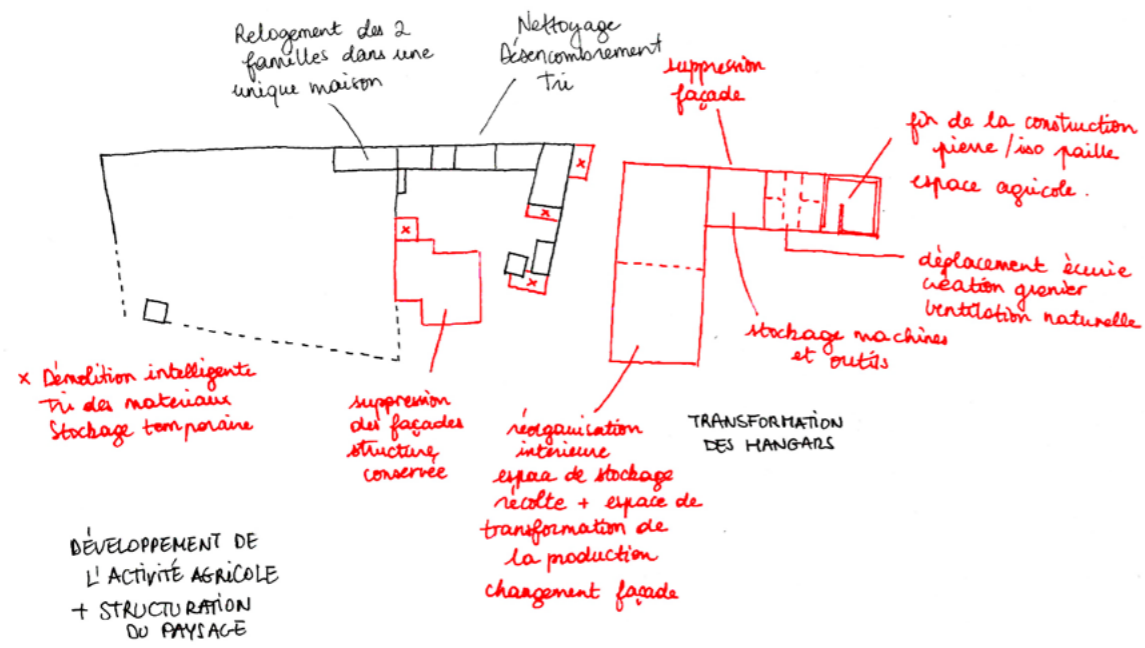 Relogement des 2
familles dans une
unique maison
Nettoyage
Désencombrement
Tri
suppression
façade
fin de la construction
pierre / iso paille
espace agricole.
déplacement écurie
création grenier
ventilation naturelle
stockage machines
et outils
x Démolition intelligente
Tri des materiaux
Stockage temporaire
suppression
des façades
structure
conservée
réorganisation
intérieure
espace de stockage
récolte + espace de
transformation de
la production
changement façade
TRANSFORMATION
DES HANGARS
DÉVELOPPEMENT DE
L'ACTIVITÉ AGRICOLE
+ STRUCTURATION
DU PAYSAGE